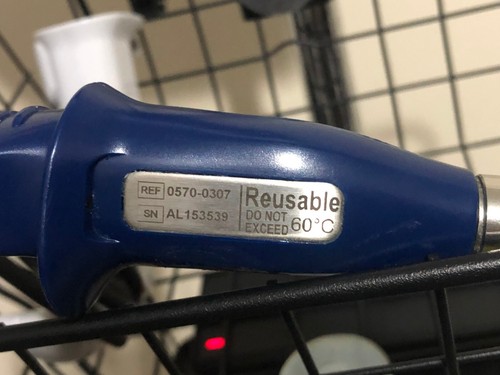 REF 0570-0307
SN AL153539
Reusable
DO NOT
EXCEED 60°C